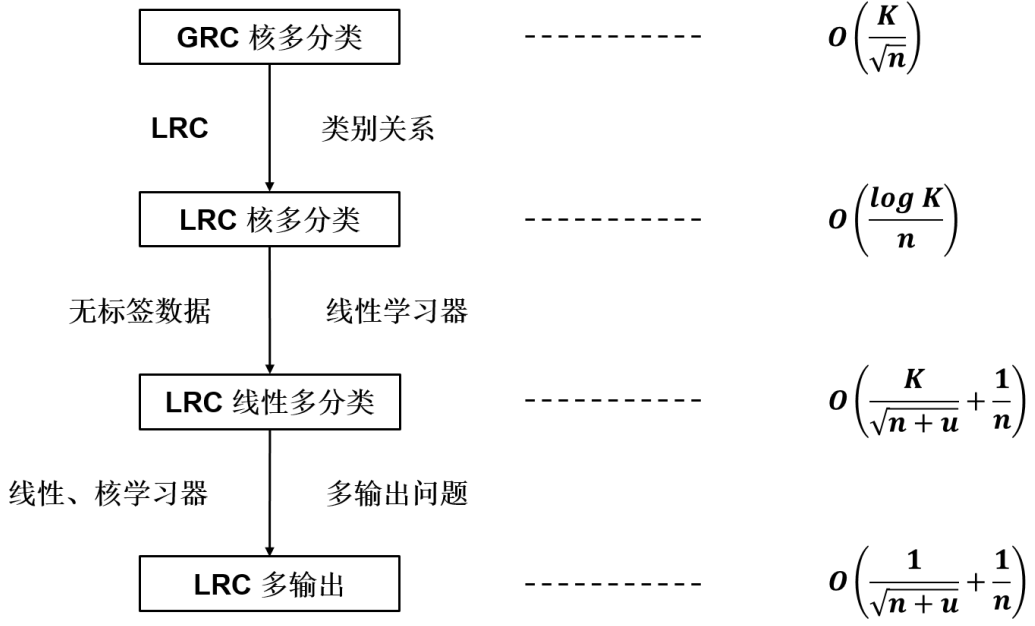 GRC 核多分类 O(K/√n)
LRC 类别关系
LRC 核多分类 O(log K/n)
无标签数据 线性学习器
LRC 线性多分类 O(K/√(n+u) + 1/n)
线性、核学习器 多输出问题
LRC 多输出 O(1/√(n+u) + 1/n)